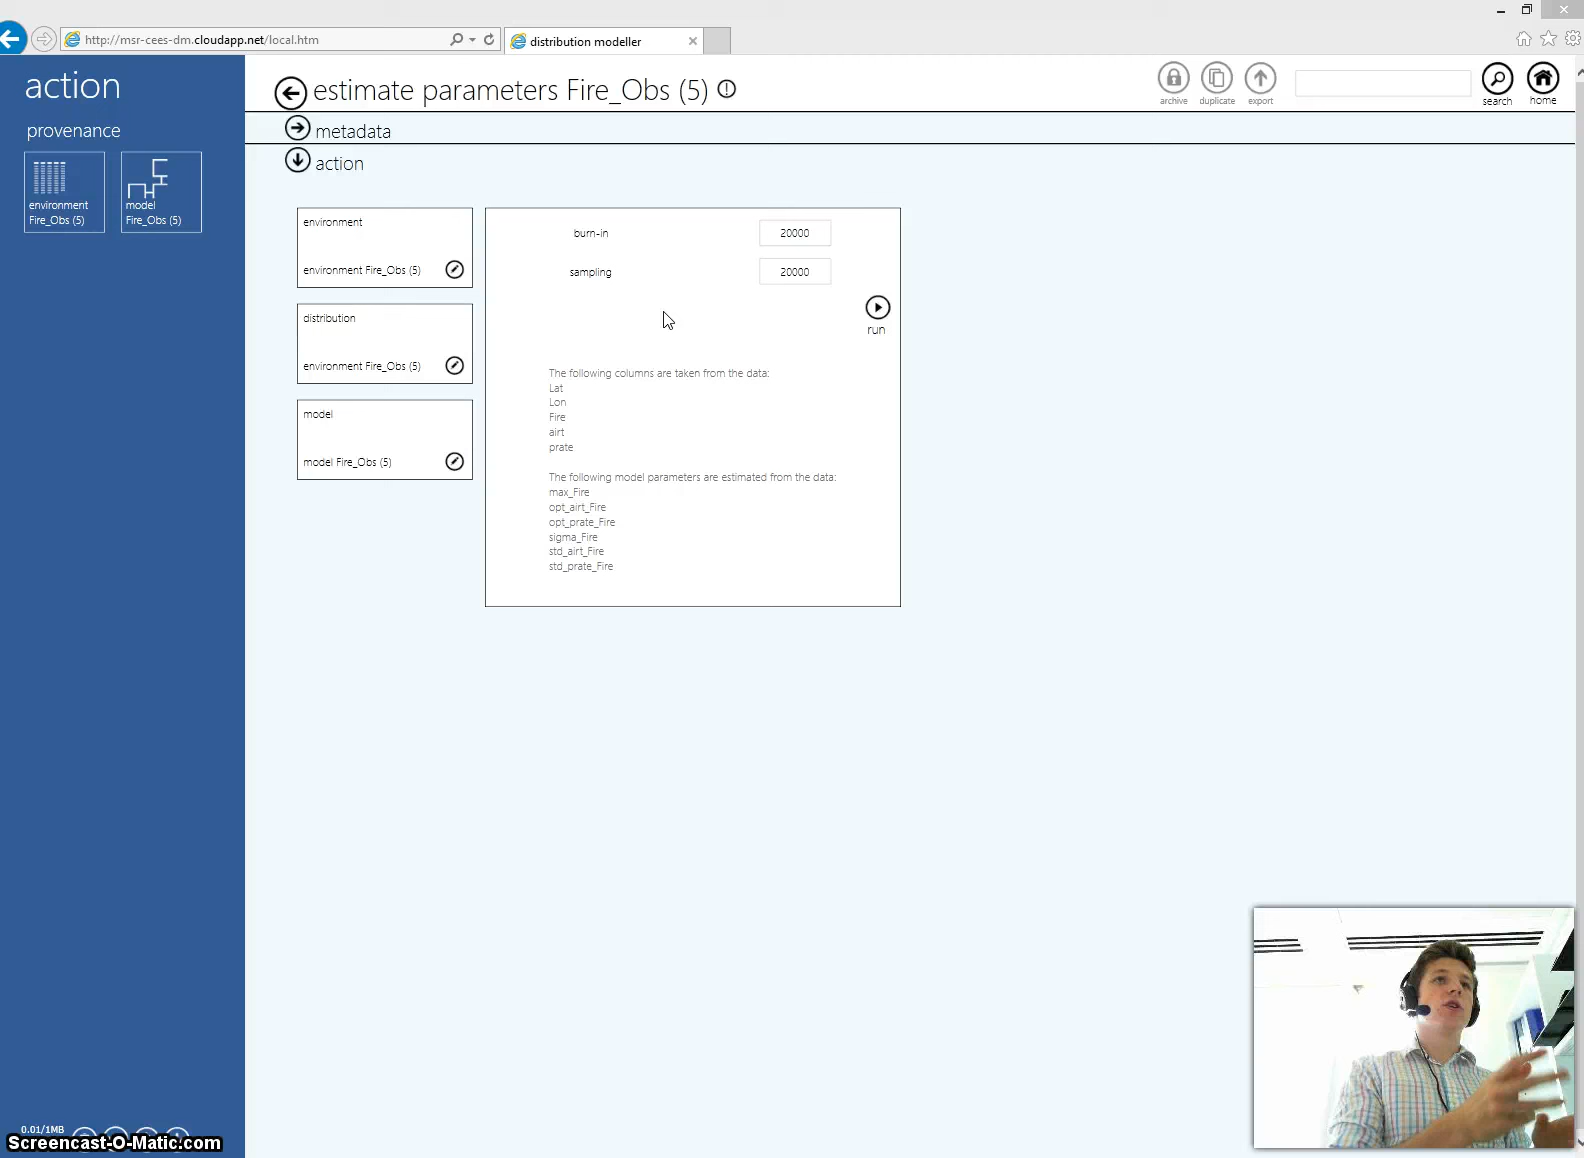 http://msr-cees-dm.cloudapp.net/local.htm
distribution modeller
action
provenance
environment
Fire_Obs (5)
model
Fire_Obs (5)
estimate parameters Fire_Obs (5)
archive
duplicate
export
search
home
metadata
action
environment
environment Fire_Obs (5)
distribution
environment Fire_Obs (5)
model
model Fire_Obs (5)
burn-in
20000
sampling
20000
run
The following columns are taken from the data:
Lat
Lon
Fire
airt
prate
The following model parameters are estimated from the data:
max_Fire
opt_airt_Fire
opt_prate_Fire
sigma_Fire
std_airt_Fire
std_prate_Fire
0.01/1MB
Screencast-O-Matic.com